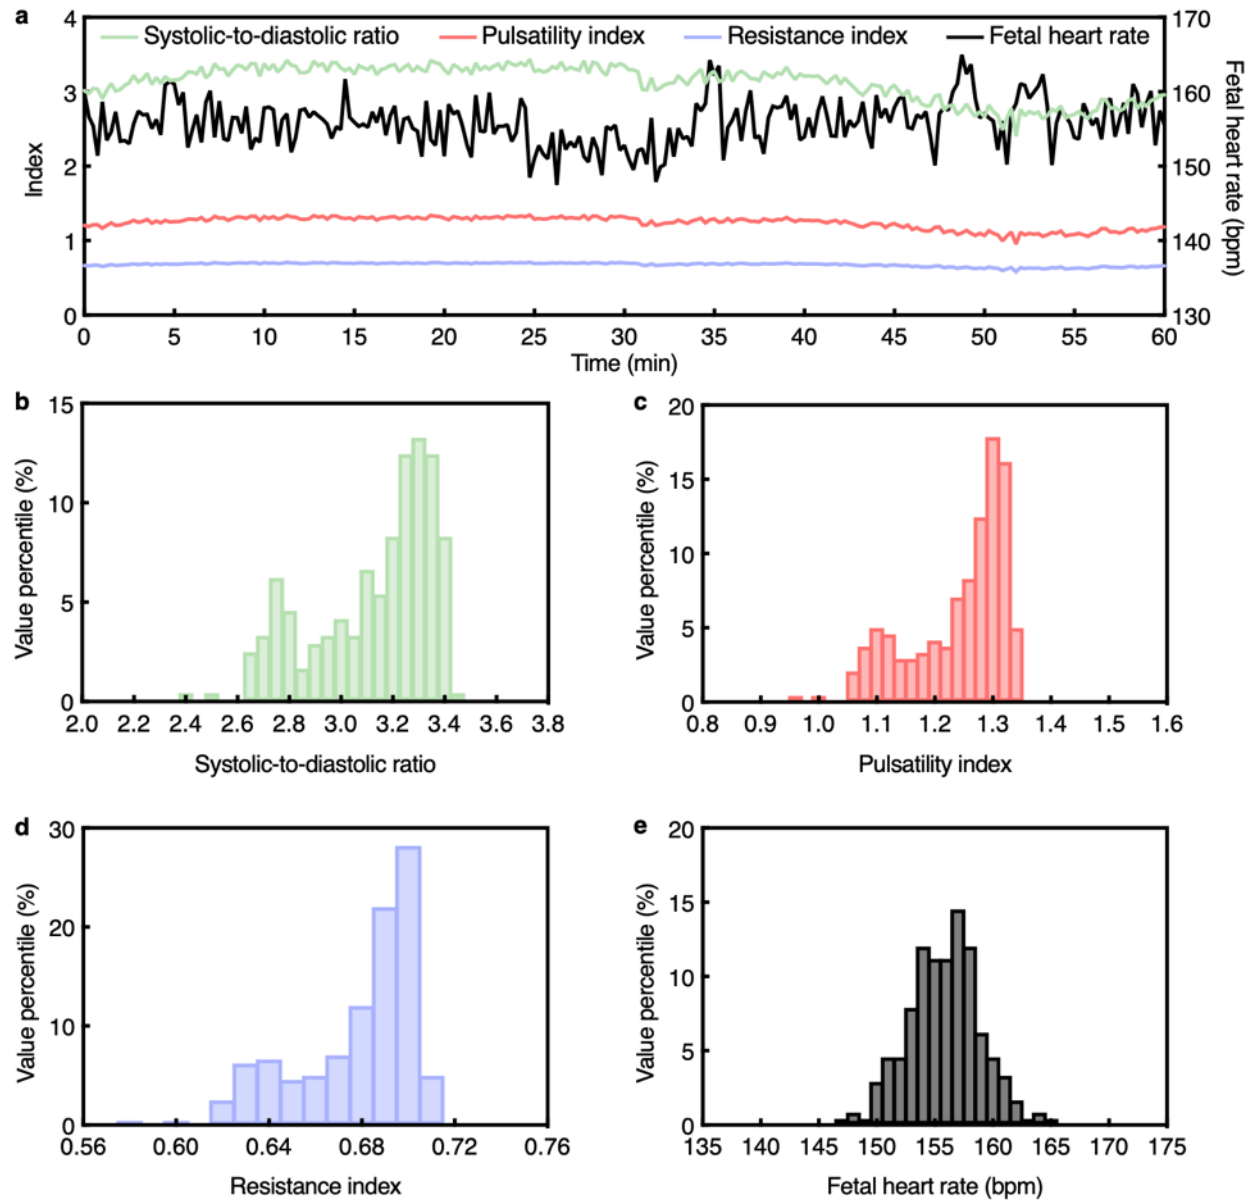 a
Systolic-to-diastolic ratio Pulsatility index Resistance index Fetal heart rate
4 3 2 1 0
Index
170 160 150 140 130
Fetal heart rate (bpm)
0 5 10 15 20 25 30 35 40 45 50 55 60
Time (min)
b
15 10 5 0
Value percentile (%)
2.0 2.2 2.4 2.6 2.8 3.0 3.2 3.4 3.6 3.8
Systolic-to-diastolic ratio
c
20 15 10 5 0
Value percentile (%)
0.8 0.9 1.0 1.1 1.2 1.3 1.4 1.5 1.6
Pulsatility index
d
30 20 10 0
Value percentile (%)
0.56 0.60 0.64 0.68 0.72 0.76
Resistance index
e
20 15 10 5 0
Value percentile (%)
135 140 145 150 155 160 165 170 175
Fetal heart rate (bpm)